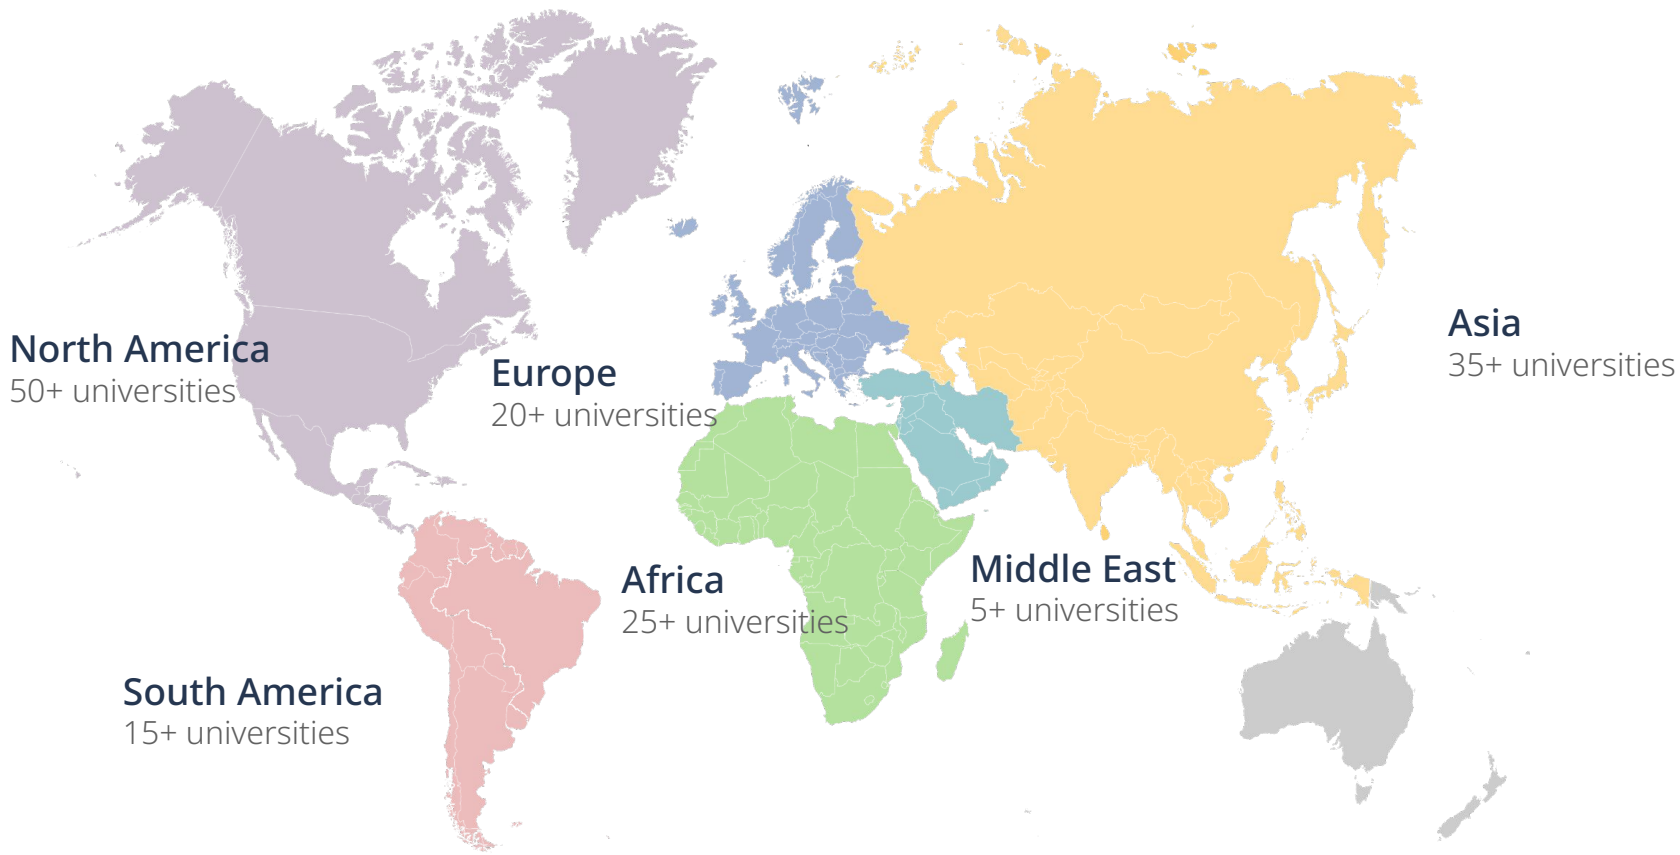 North America
50+ universities
Europe
20+ universities
Asia
35+ universities
Africa
25+ universities
Middle East
5+ universities
South America
15+ universities